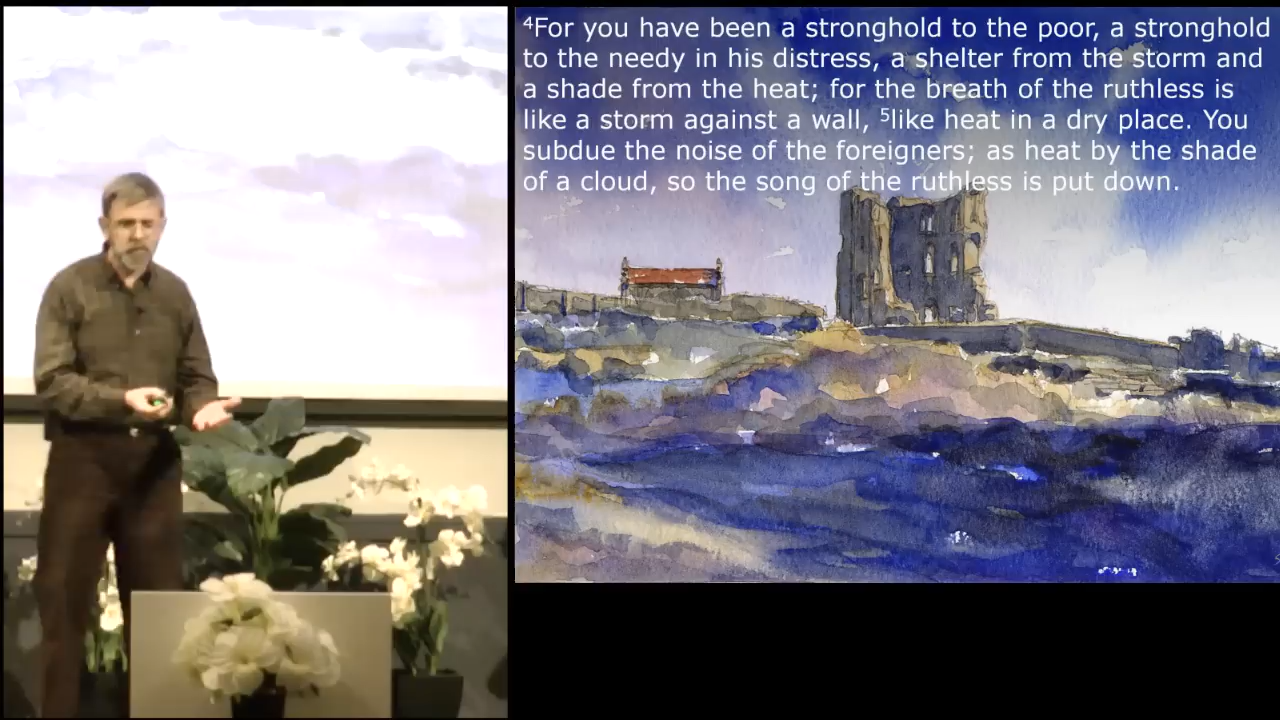 ⁴For you have been a stronghold to the poor, a stronghold
to the needy in his distress, a shelter from the storm and
a shade from the heat; for the breath of the ruthless is
like a storm against a wall, ⁵like heat in a dry place. You
subdue the noise of the foreigners; as heat by the shade
of a cloud, so the song of the ruthless is put down.